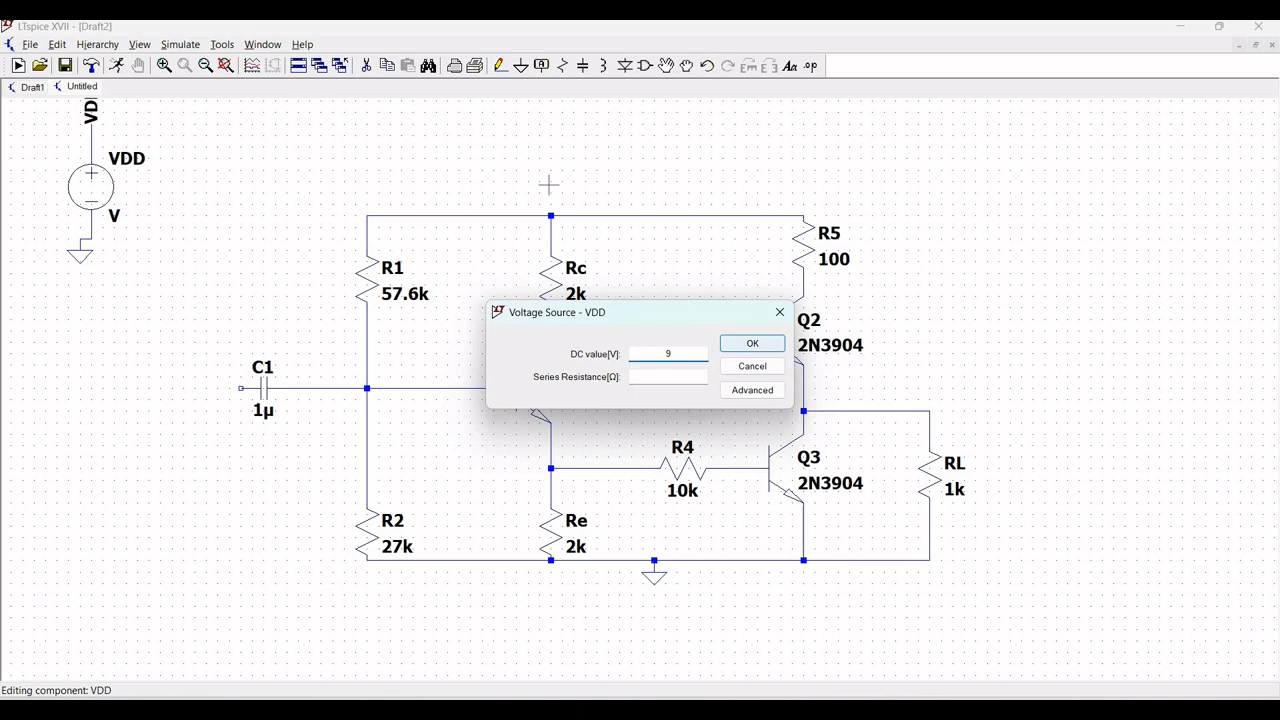 LTspice XVII - [Draft2]
File Edit Hierarchy View Simulate Tools Window Help
Aa .op
Draft1 Untitled
VD
VDD
V
R1
57.6k
Rc
2k
R5
100
Voltage Source - VDD
DC value[V]: 9
OK
Series Resistance[Ω]:
Cancel
Advanced
Q2
2N3904
C1
1µ
R4
10k
Q3
2N3904
RL
1k
R2
27k
Re
2k
Editing component: VDD